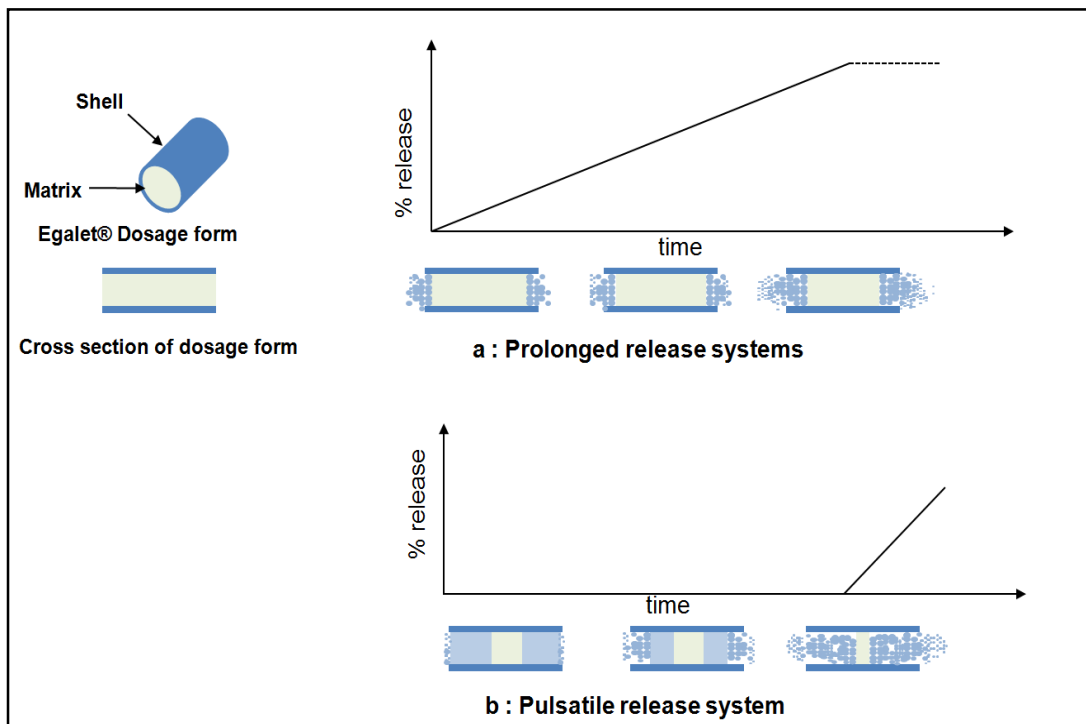 Shell
Matrix
Egalet® Dosage form
Cross section of dosage form
% release
time
a : Prolonged release systems
% release
time
b : Pulsatile release system